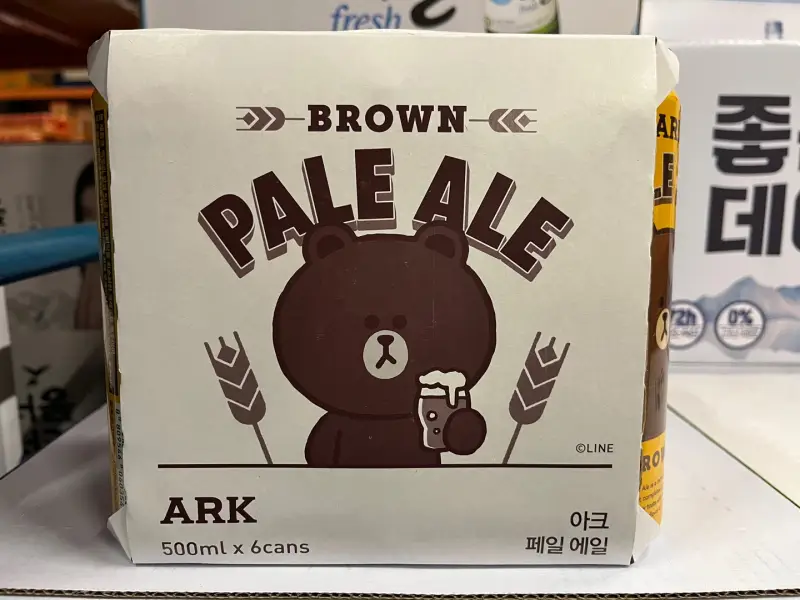 fresh
BROWN
PALE ALE
©LINE
ARK
500ml x 6cans
아크
페일 에일
72h
0%